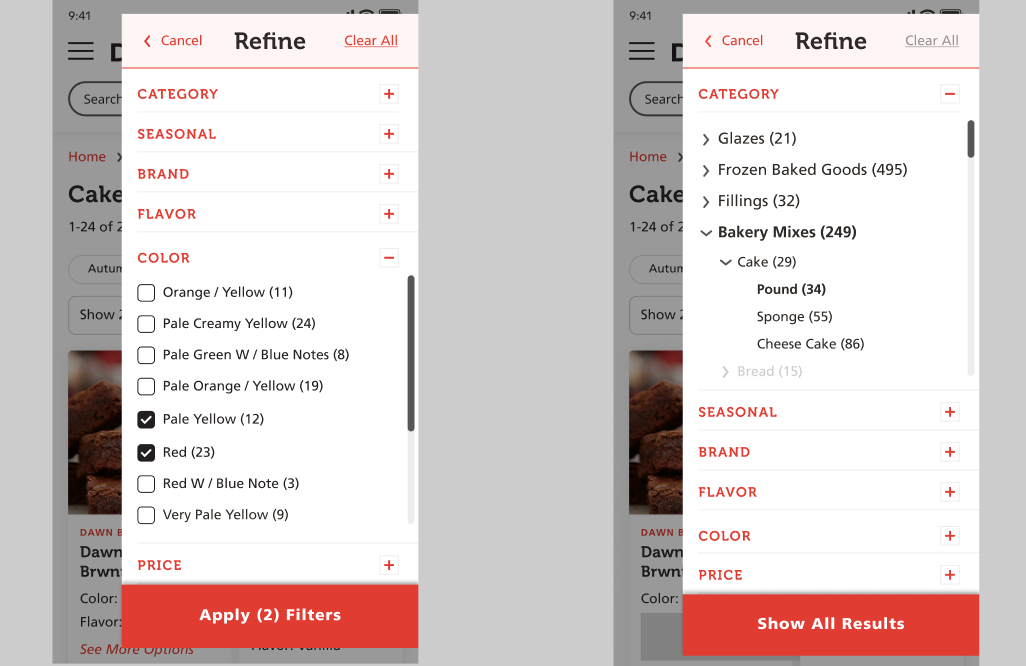 9:41
Cancel
Refine
Clear All
Search
CATEGORY
SEASONAL
Home
BRAND
Cake
FLAVOR
1-24 of 2
COLOR
Autum
Orange / Yellow (11)
Show 2
Pale Creamy Yellow (24)
Pale Green W / Blue Notes (8)
Pale Orange / Yellow (19)
Pale Yellow (12)
Red (23)
Red W / Blue Note (3)
Very Pale Yellow (9)
DAWN B
Dawn
PRICE
Brwn
Color:
Apply (2) Filters
Flavor:
See More Options
Flavor: Vanilla
9:41
Cancel
Refine
Clear All
Search
CATEGORY
Glazes (21)
Home
Frozen Baked Goods (495)
Cake
Fillings (32)
1-24 of 2
Bakery Mixes (249)
Autum
Cake (29)
Pound (34)
Show 2
Sponge (55)
Cheese Cake (86)
Bread (15)
SEASONAL
BRAND
FLAVOR
DAWN B
COLOR
Dawn
Brwn
PRICE
Color:
Show All Results